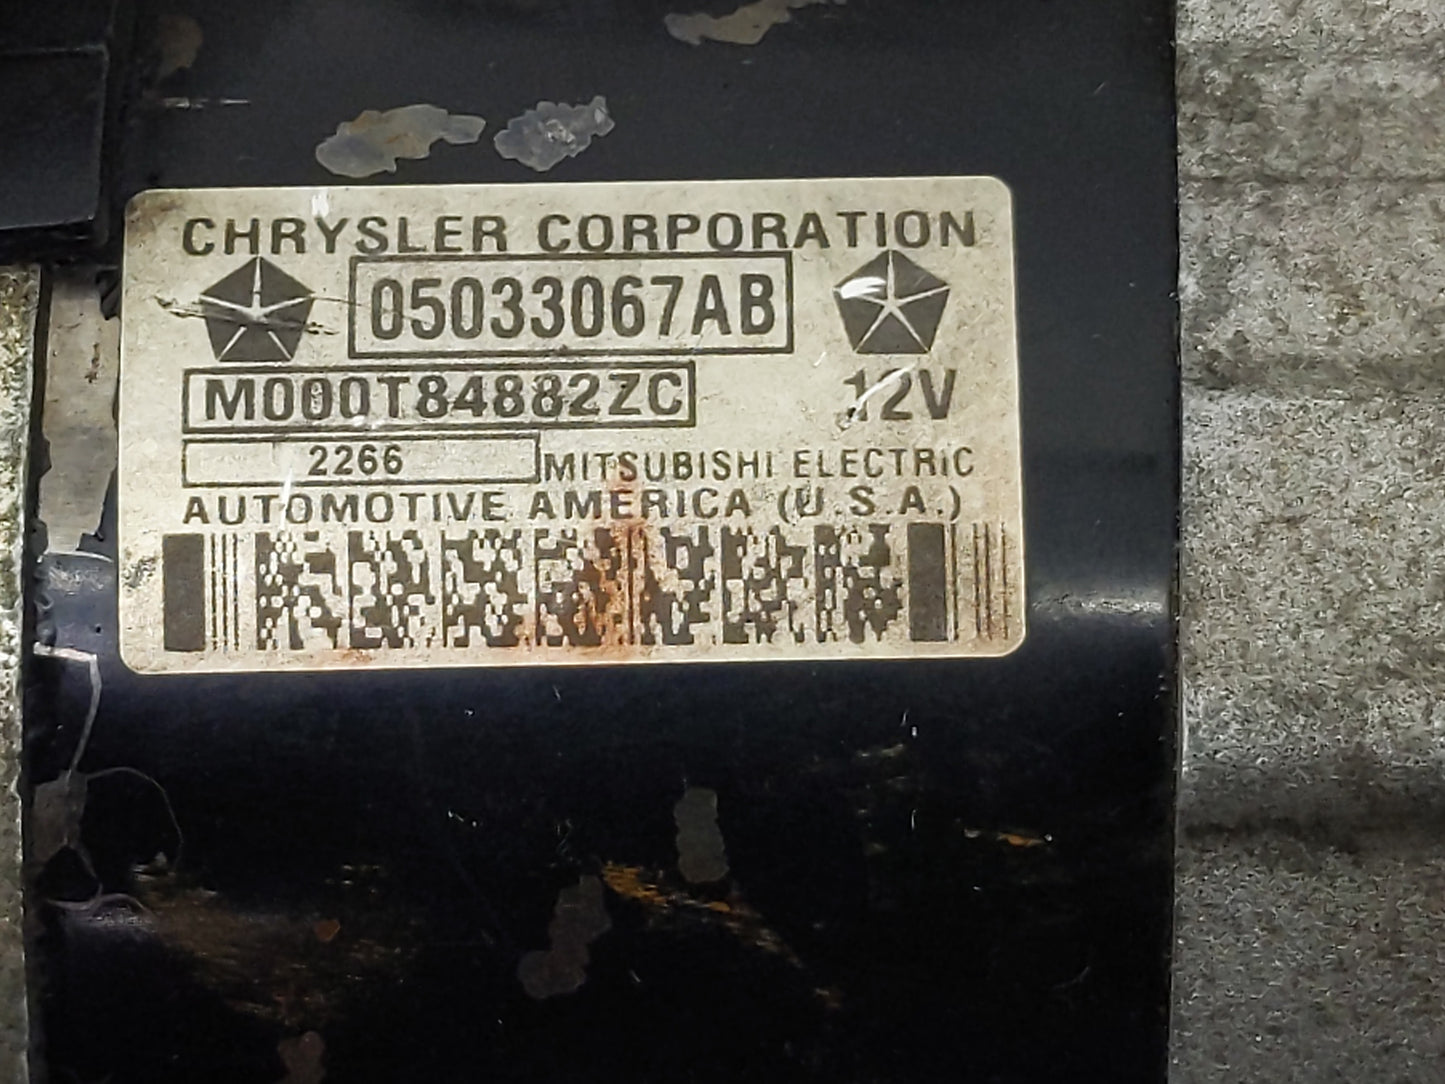 CHRYSLER CORPORATION
05033067AB
M000T84882ZC 12V
2266 MITSUBISHI ELECTRIC
AUTOMOTIVE AMERICA (U.S.A.)